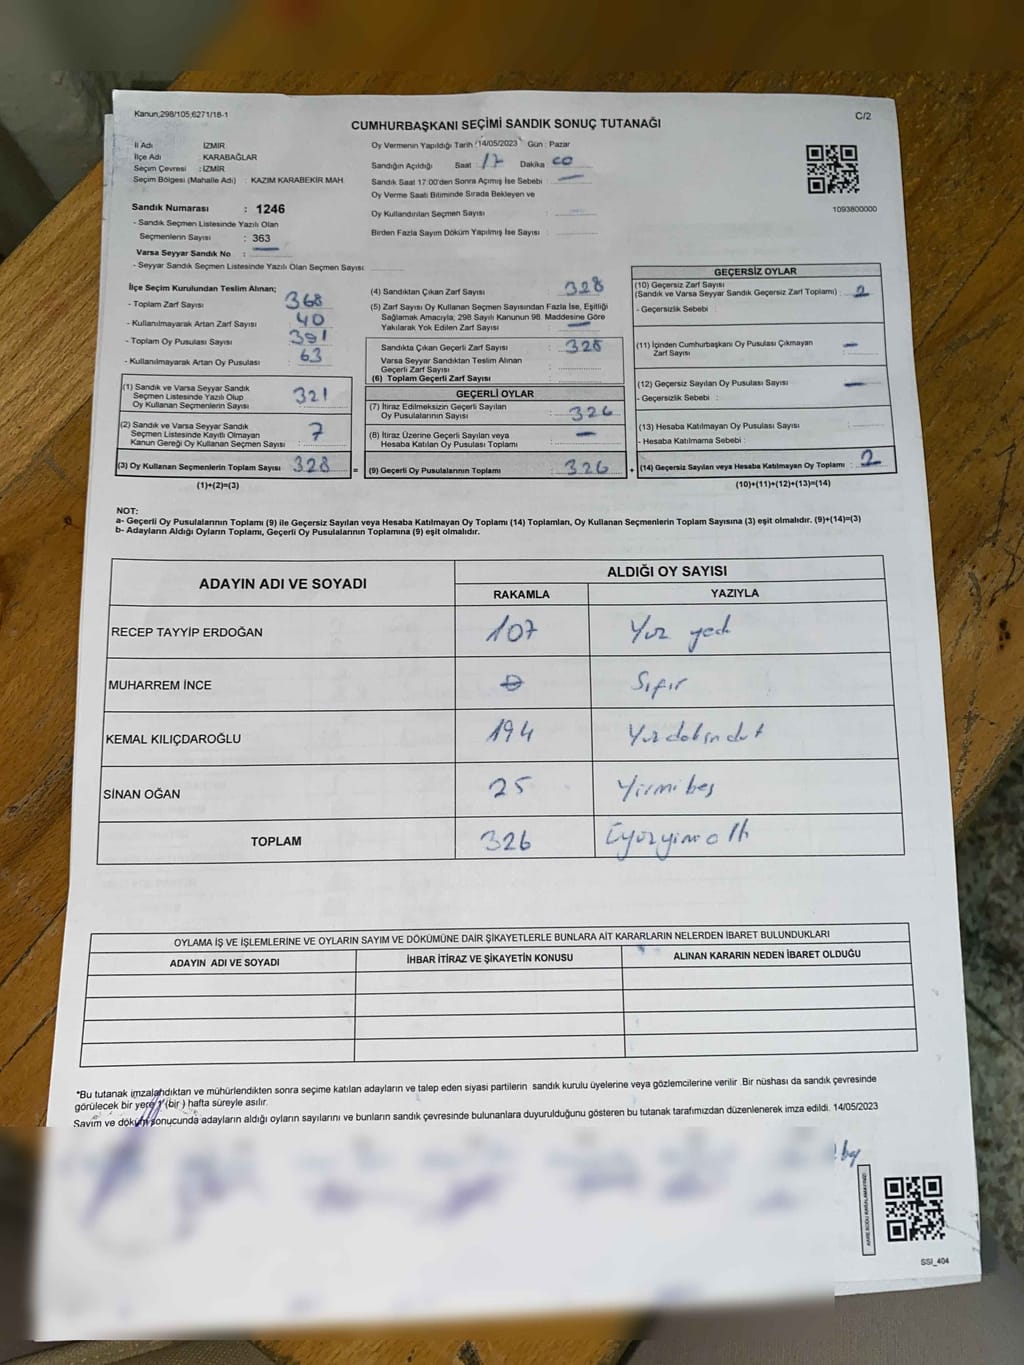 Kanun,298/105,6271/18-1
C/2
CUMHURBAŞKANI SEÇİMİ SANDIK SONUÇ TUTANAĞI
İl Adı İZMİR
İlçe Adı : KARABAĞLAR
Seçim Çevresi : İZMİR
Seçim Bölgesi (Mahalle Adı) : KAZIM KARABEKİR MAH.
Sandık Numarası : 1246
- Sandık Seçmen Listesinde Yazılı Olan
Seçmenlerin Sayısı : 363
Varsa Seyyar Sandık No :
- Seyyar Sandık Seçmen Listesinde Yazılı Olan Seçmen Sayısı:
Oy Vermenin Yapıldığı Tarih : 14/05/2023 Gün : Pazar
Sandığın Açıldığı Saat 17 Dakika 00
Sandık Saat 17:00'den Sonra Açımış İse Sebebi : —
Oy Verme Saati Bitiminde Sırada Bekleyen ve
Oy Kullandırılan Seçmen Sayısı :
Birden Fazla Sayım Döküm Yapılmış İse Sayısı :
1093800000
İlçe Seçim Kurulundan Teslim Alınan;
- Toplam Zarf Sayısı : 368
- Kullanılmayarak Artan Zarf Sayısı : 40
- Toplam Oy Pusulası Sayısı : 391
- Kullanılmayarak Artan Oy Pusulası : 63
(1) Sandık ve Varsa Seyyar Sandık
Seçmen Listesinde Yazılı Olup
Oy Kullanan Seçmenlerin Sayısı : 321
(2) Sandık ve Varsa Seyyar Sandık
Seçmen Listesinde Kayıtlı Olmayan
Kanun Gereği Oy Kullanan Seçmen Sayısı : 7
(3) Oy Kullanan Seçmenlerin Toplam Sayısı : 328
(1)+(2)=(3)
(4) Sandıktan Çıkan Zarf Sayısı : 328
(5) Zarf Sayısı Oy Kullanan Seçmen Sayısından Fazla İse, Eşitliği
Sağlamak Amacıyla; 298 Sayılı Kanunun 98. Maddesine Göre
Yakılarak Yok Edilen Zarf Sayısı : —
Sandıkta Çıkan Geçerli Zarf Sayısı : 328
Varsa Seyyar Sandıktan Teslim Alınan
Geçerli Zarf Sayısı :
(6) Toplam Geçerli Zarf Sayısı :
GEÇERLİ OYLAR
(7) İtiraz Edilmeksizin Geçerli Sayılan
Oy Pusulalarının Sayısı : 326
(8) İtiraz Üzerine Geçerli Sayılan veya
Hesaba Katılan Oy Pusulası Toplamı : —
= (9) Geçerli Oy Pusulalarının Toplamı : 326
GEÇERSİZ OYLAR
(10) Geçersiz Zarf Sayısı
(Sandık ve Varsa Seyyar Sandık Geçersiz Zarf Toplamı) : 2
- Geçersizlik Sebebi :
(11) İçinden Cumhurbaşkanı Oy Pusulası Çıkmayan
Zarf Sayısı : —
(12) Geçersiz Sayılan Oy Pusulası Sayısı : —
- Geçersizlik Sebebi :
(13) Hesaba Katılmayan Oy Pusulası Sayısı :
- Hesaba Katılmama Sebebi :
+ (14) Geçersiz Sayılan veya Hesaba Katılmayan Oy Toplamı : 2
(10)+(11)+(12)+(13)=(14)
NOT:
a- Geçerli Oy Pusulalarının Toplamı (9) ile Geçersiz Sayılan veya Hesaba Katılmayan Oy Toplamı (14) Toplamları, Oy Kullanan Seçmenlerin Toplam Sayısına (3) eşit olmalıdır. (9)+(14)=(3)
b- Adayların Aldığı Oyların Toplamı, Geçerli Oy Pusulalarının Toplamına (9) eşit olmalıdır.
ADAYIN ADI VE SOYADI ALDIĞI OY SAYISI
RAKAMLA YAZIYLA
RECEP TAYYİP ERDOĞAN 107 Yüz yedi
MUHARREM İNCE 0 Sıfır
KEMAL KILIÇDAROĞLU 194 Yüzdoksandört
SİNAN OĞAN 25 Yirmi beş
TOPLAM 326
OYLAMA İŞ VE İŞLEMLERİNE VE OYLARIN SAYIM VE DÖKÜMÜNE DAİR ŞİKAYETLERLE BUNLARA AİT KARARLARIN NELERDEN İBARET BULUNDUKLARI
ADAYIN ADI VE SOYADI İHBAR İTİRAZ VE ŞİKAYETİN KONUSU ALINAN KARARIN NEDEN İBARET OLDUĞU
*Bu tutanak imzalandıktan ve mühürlendikten sonra seçime katılan adayların ve talep eden siyasi partilerin sandık kurulu üyelerine veya gözlemcilerine verilir .Bir nüshası da sandık çevresinde
görülecek bir yere 1 (bir ) hafta süreyle asılır.
Sayım ve döküm sonucunda adayların aldığı oyların sayılarını ve bunların sandık çevresinde bulunanlara duyurulduğunu gösteren bu tutanak tarafımızdan düzenlenerek imza edildi. 14/05/2023
SSİ_404